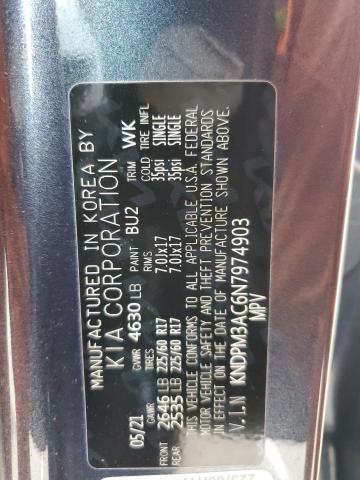 MANUFACTURED IN KOREA BY
KIA CORPORATION
05/21 GVWR 4630 LB PAINT BU2 TRIM WK
GAWR TIRES RIMS COLD TIRE INFL
FRONT 2646 LB 225/60 R17 7.0JX17 35psi SINGLE
REAR 2535 LB 225/60 R17 7.0JX17 35psi SINGLE
THIS VEHICLE CONFORMS TO ALL APPLICABLE U.S.A. FEDERAL
MOTOR VEHICLE SAFETY AND THEFT PREVENTION STANDARDS
IN EFFECT ON THE DATE OF MANUFACTURE SHOWN ABOVE.
V.I.N KNDPM3AC6N7974903
MPV